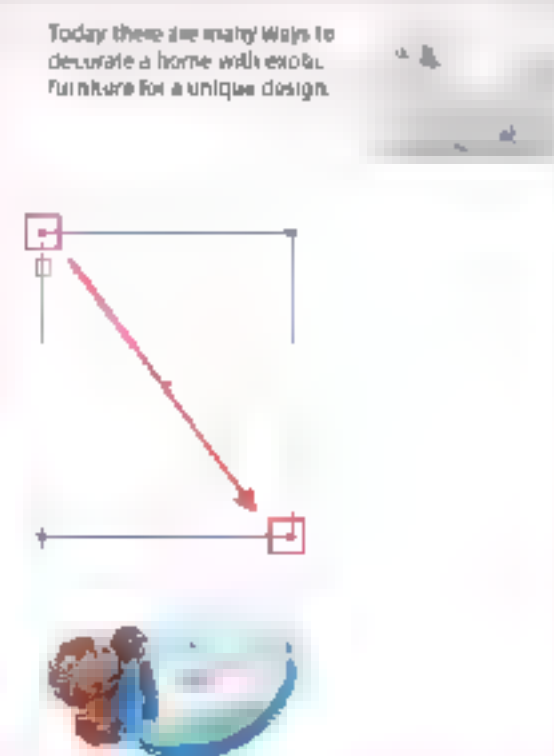 Today there are many ways to
decorate a home with exotic
furniture for a unique design.